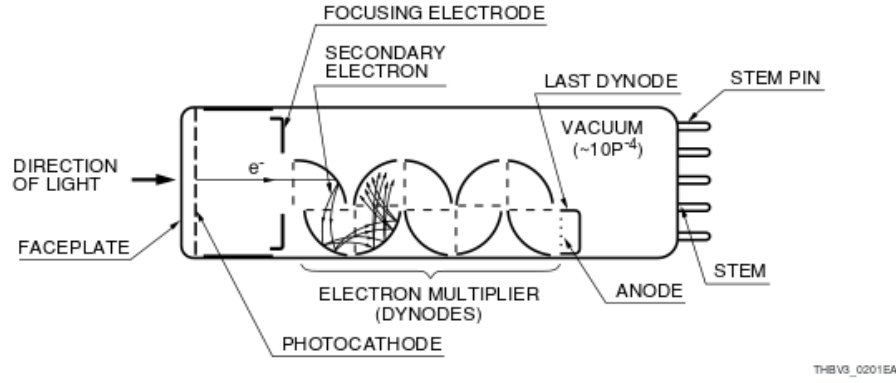 FOCUSING ELECTRODE
SECONDARY
ELECTRON
LAST DYNODE
STEM PIN
VACUUM
(~10P⁻⁴)
DIRECTION
OF LIGHT
e⁻
FACEPLATE
STEM
ELECTRON MULTIPLIER
(DYNODES)
ANODE
PHOTOCATHODE
THBV3_0201EA